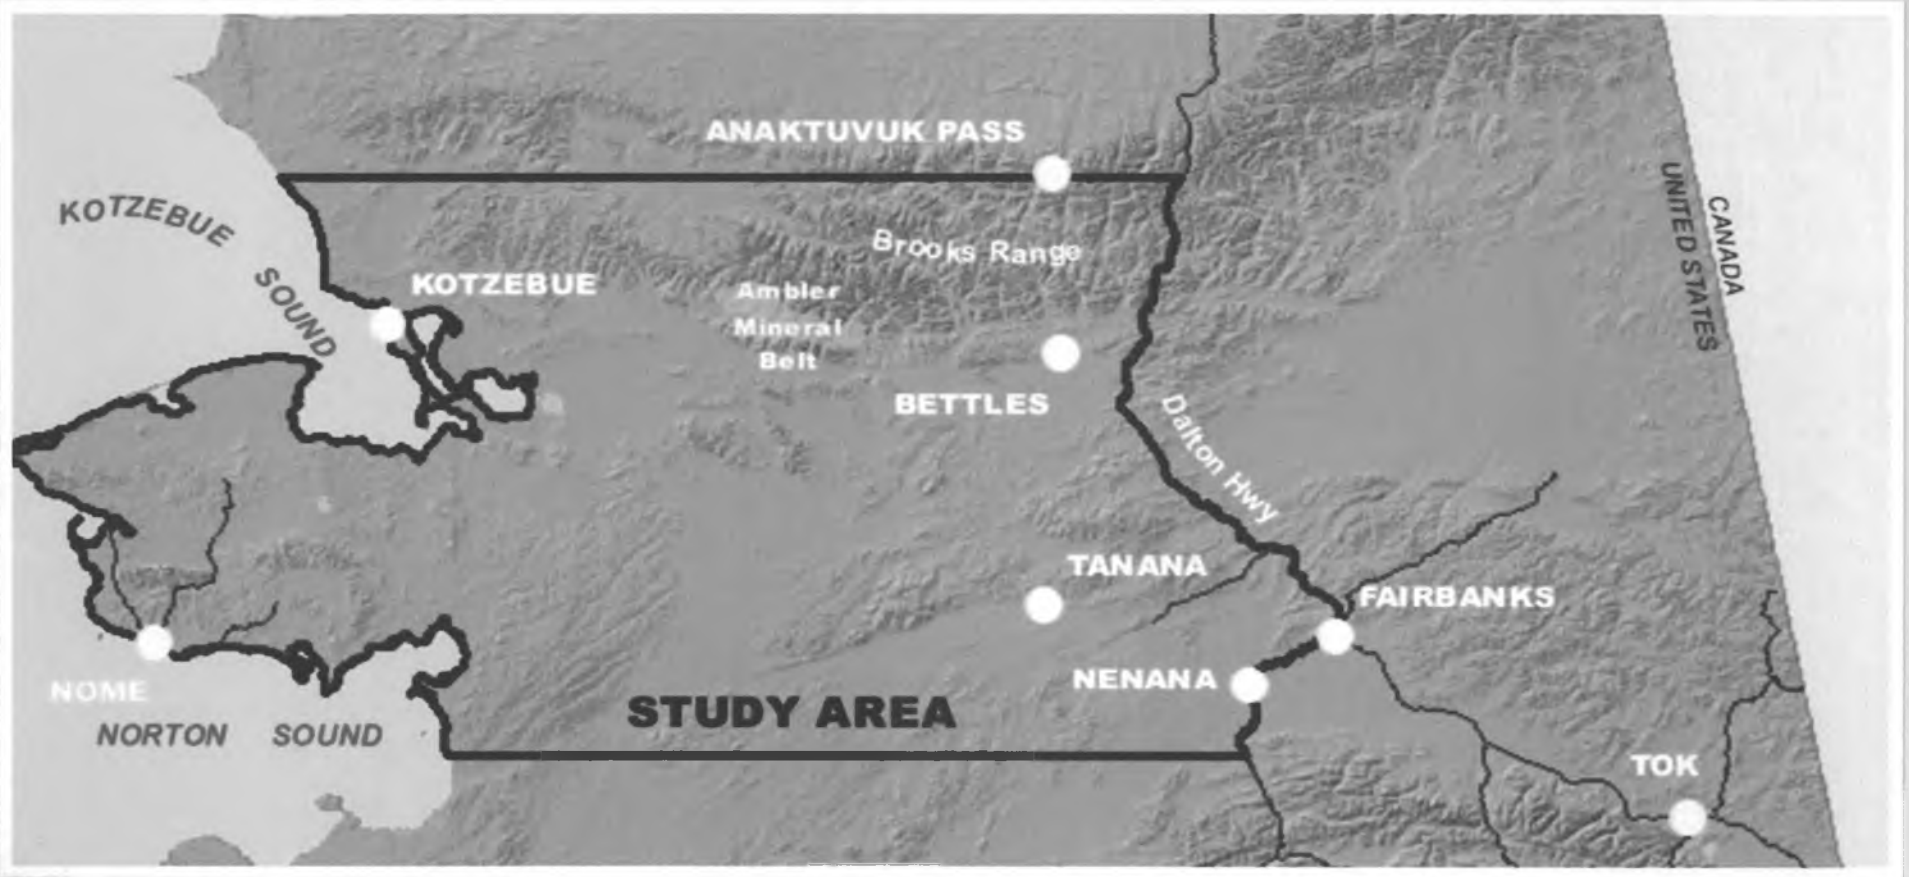 ANAKTUVUK PASS
KOTZEBUE SOUND
Brooks Range
CANADA
UNITED STATES
KOTZEBUE
Ambler
Mineral
Belt
BETTLES
Dalton Hwy
TANANA
FAIRBANKS
NENANA
NOME
STUDY AREA
NORTON SOUND
TOK